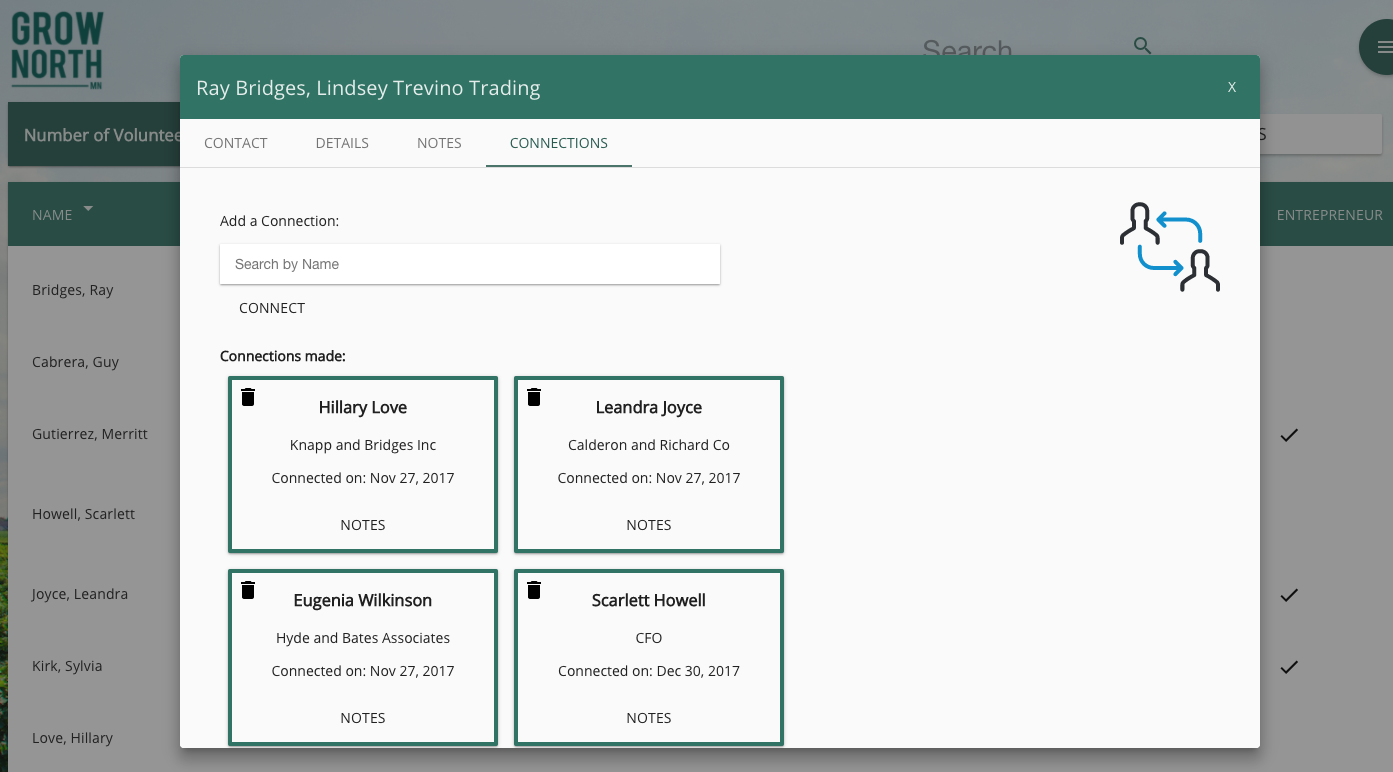 GROW
NORTH
MN
Search
Ray Bridges, Lindsey Trevino Trading
X
Number of Voluntee
S
CONTACT
DETAILS
NOTES
CONNECTIONS
NAME
ENTREPRENEUR
Add a Connection:
Search by Name
CONNECT
Connections made:
Hillary Love
Knapp and Bridges Inc
Connected on: Nov 27, 2017
NOTES
Leandra Joyce
Calderon and Richard Co
Connected on: Nov 27, 2017
NOTES
Eugenia Wilkinson
Hyde and Bates Associates
Connected on: Nov 27, 2017
NOTES
Scarlett Howell
CFO
Connected on: Dec 30, 2017
NOTES
Bridges, Ray
Cabrera, Guy
Gutierrez, Merritt
Howell, Scarlett
Joyce, Leandra
Kirk, Sylvia
Love, Hillary